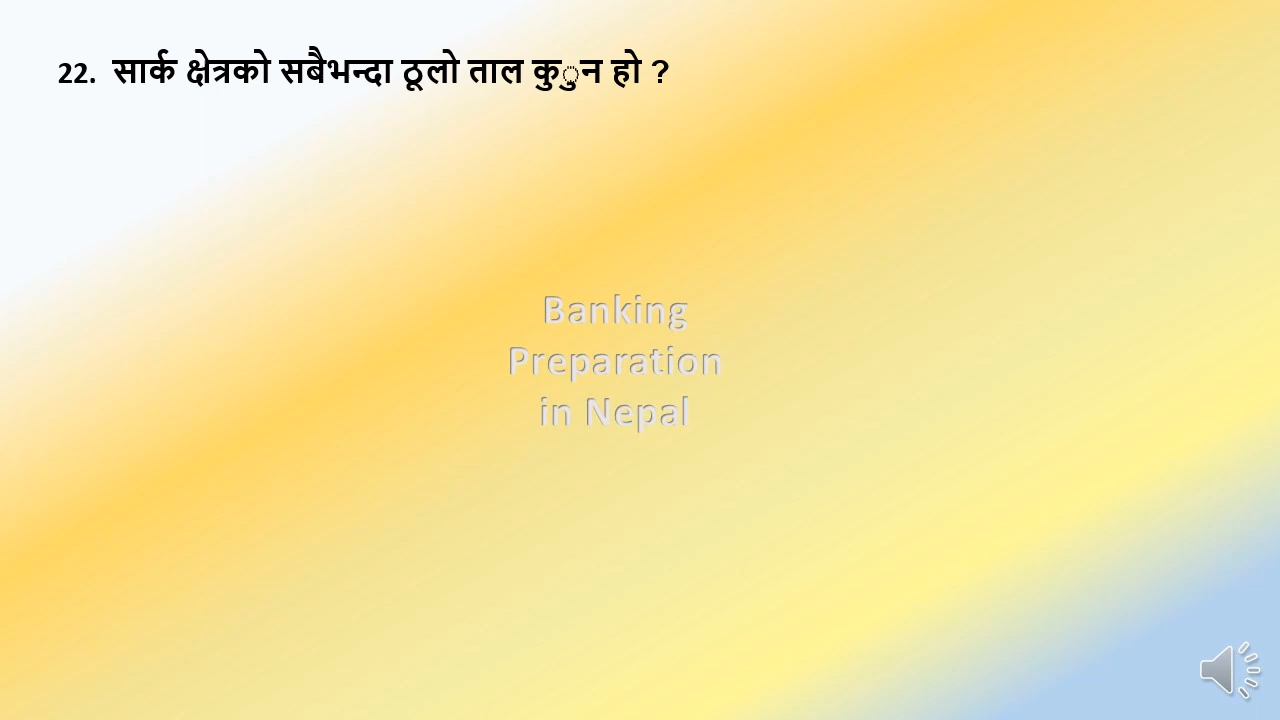 22. सार्क क्षेत्रको सबैभन्दा ठूलो ताल कुुन हो ?
Banking
Preparation
in Nepal